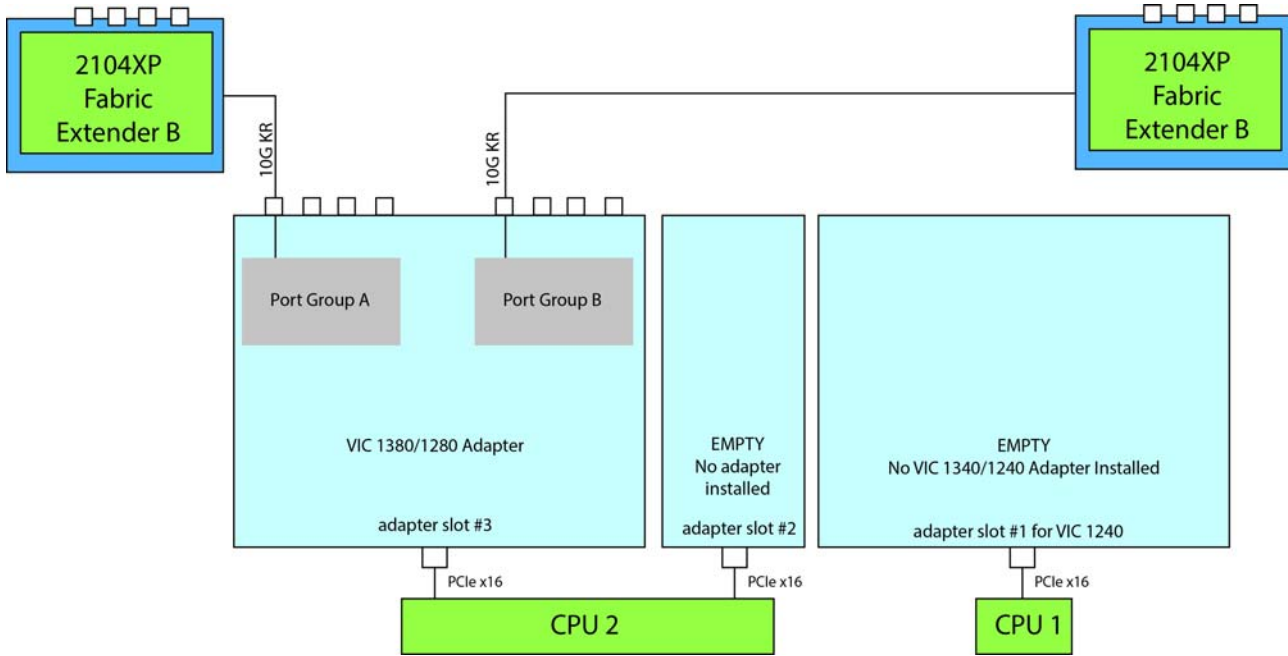 2104XP
Fabric
Extender B
2104XP
Fabric
Extender B
10G KR
10G KR
Port Group A
Port Group B
VIC 1380/1280 Adapter
adapter slot #3
EMPTY
No adapter
installed
adapter slot #2
EMPTY
No VIC 1340/1240 Adapter Installed
adapter slot #1 for VIC 1240
PCIe x16
PCIe x16
PCIe x16
CPU 2
CPU 1